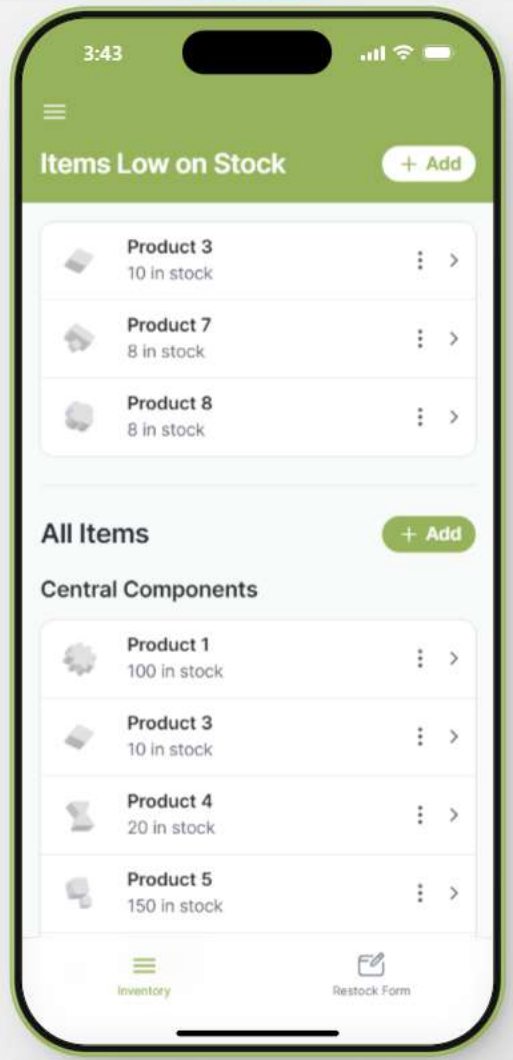 3:43
Items Low on Stock
+ Add
Product 3
10 in stock
Product 7
8 in stock
Product 8
8 in stock
All Items
+ Add
Central Components
Product 1
100 in stock
Product 3
10 in stock
Product 4
20 in stock
Product 5
150 in stock
Inventory
Restock Form